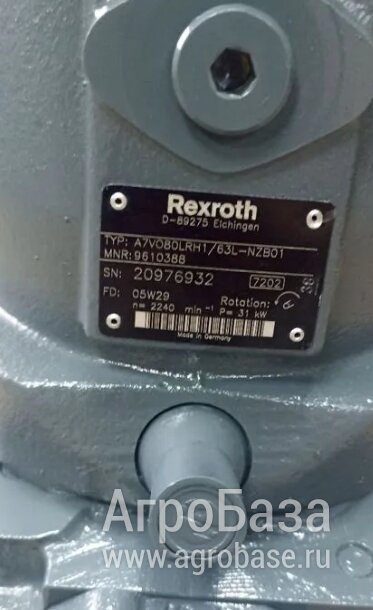 Rexroth
D-89275 Elchingen
TYP: A7VO80LRH1/63L-NZB01
MNR: 9610388
SN: 20976932 7202
FD: 05W29 Rotation:
n= 2240 min⁻¹ P= 31 kW
Made in Germany
АгроБаза
www.agrobase.ru